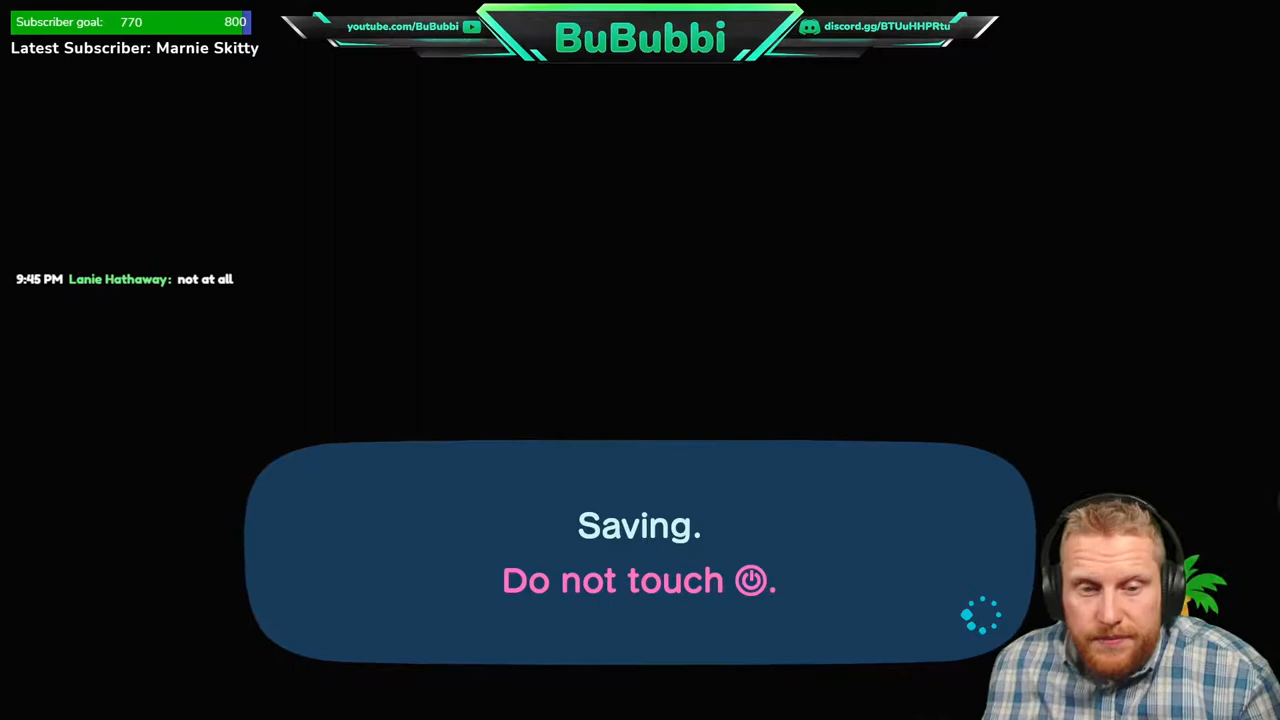 Subscriber goal: 770 800
Latest Subscriber: Marnie Skitty
youtube.com/BuBubbi
BuBubbi
discord.gg/BTUuHHPRtu
9:45 PM Lanie Hathaway: not at all
Saving.
Do not touch ⏻.